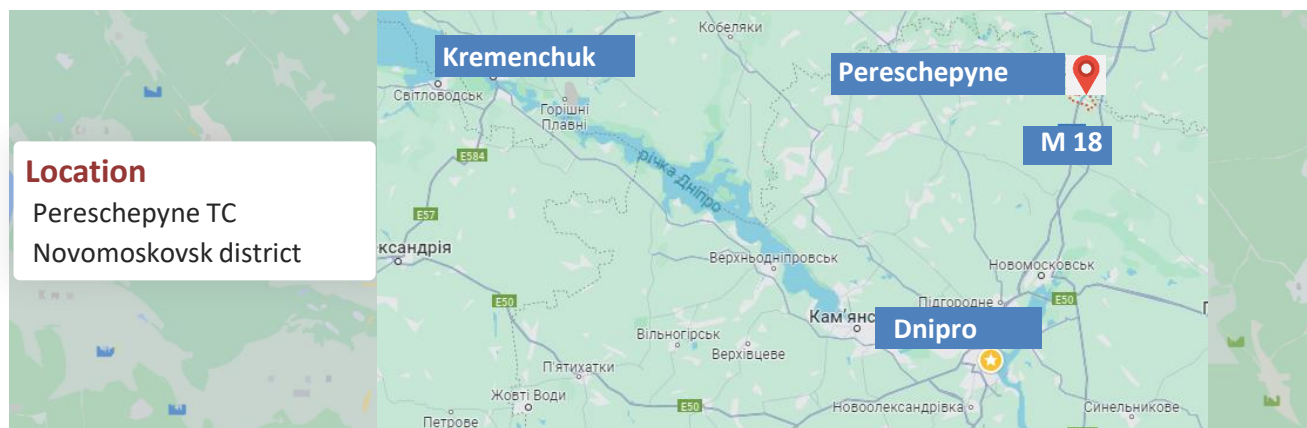 Кобеляки
Kremenchuk
Pereschepyne
Світловодськ
Горішні
Плавні
M 18
E584
річка Дніпро
Location
Pereschepyne TC
Novomoskovsk district
E57
ксандрія
Верхньодніпровськ
Новомосковськ
E50
Підгородне
E50
Кам'янс
Dnipro
Вільногірськ
Верхівцеве
П'ятихатки
Жовті Води
E50
Новоолександрівка
Синельникове
Петрове